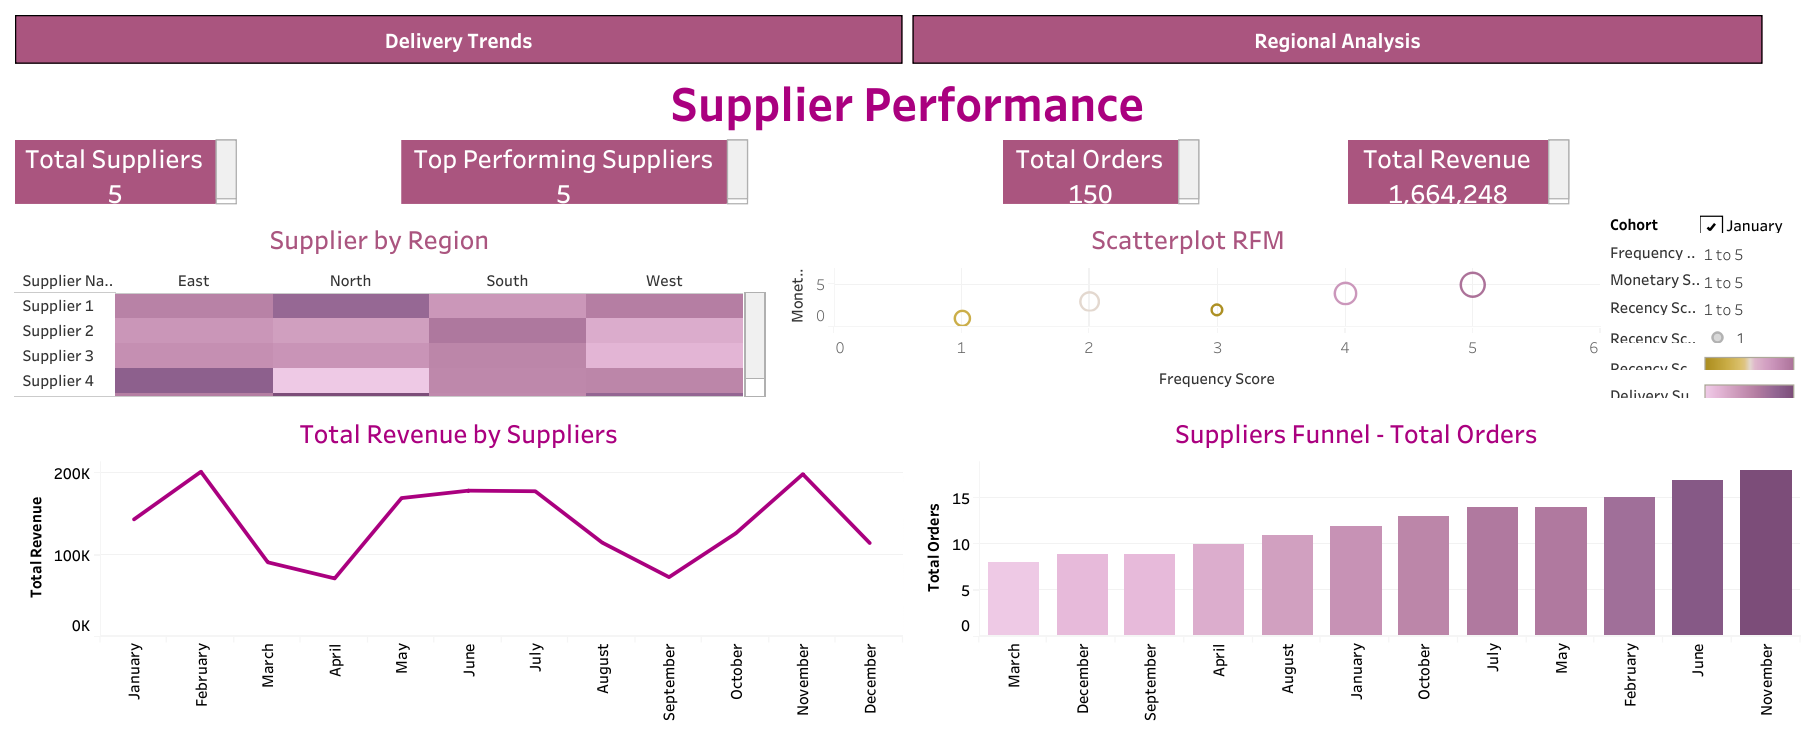 Delivery Trends
Regional Analysis
Supplier Performance
Total Suppliers
5
Top Performing Suppliers
5
Total Orders
150
Total Revenue
1,664,248
Supplier by Region
Supplier Na..
East
North
South
West
Supplier 1
Supplier 2
Supplier 3
Supplier 4
Scatterplot RFM
Monet..
5
0
0
1
2
3
4
5
6
Frequency Score
Cohort
January
Frequency ..
1 to 5
Monetary S..
1 to 5
Recency Sc..
1 to 5
Recency Sc..
1
Recency Sc..
Delivery Su..
Total Revenue by Suppliers
Total Revenue
200K
100K
0K
January
February
March
April
May
June
July
August
September
October
November
December
Suppliers Funnel - Total Orders
Total Orders
15
10
5
0
March
December
September
April
August
January
October
July
May
February
June
November